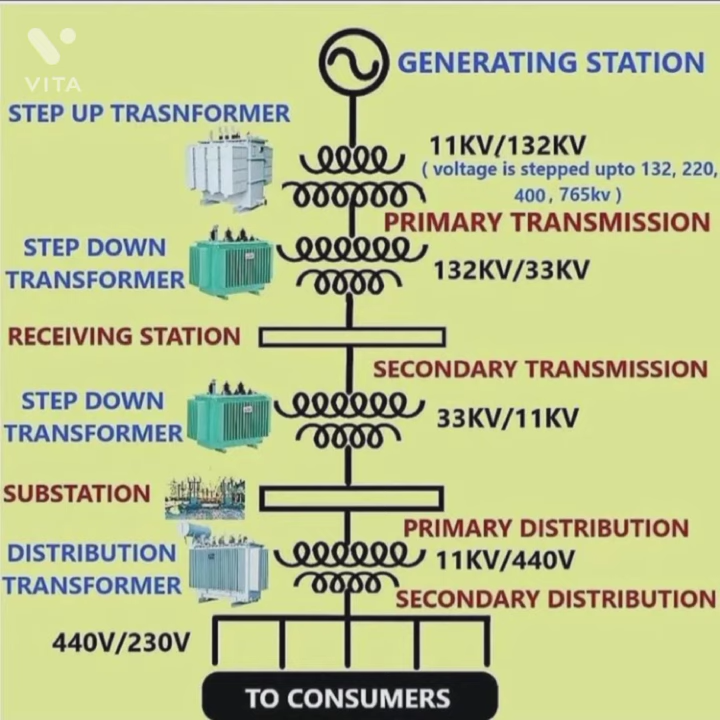 VITA
GENERATING STATION
STEP UP TRASNFORMER
11KV/132KV
( voltage is stepped upto 132, 220,
400, 765kv )
PRIMARY TRANSMISSION
STEP DOWN
TRANSFORMER
132KV/33KV
RECEIVING STATION
SECONDARY TRANSMISSION
STEP DOWN
TRANSFORMER
33KV/11KV
SUBSTATION
PRIMARY DISTRIBUTION
DISTRIBUTION
TRANSFORMER
11KV/440V
SECONDARY DISTRIBUTION
440V/230V
TO CONSUMERS